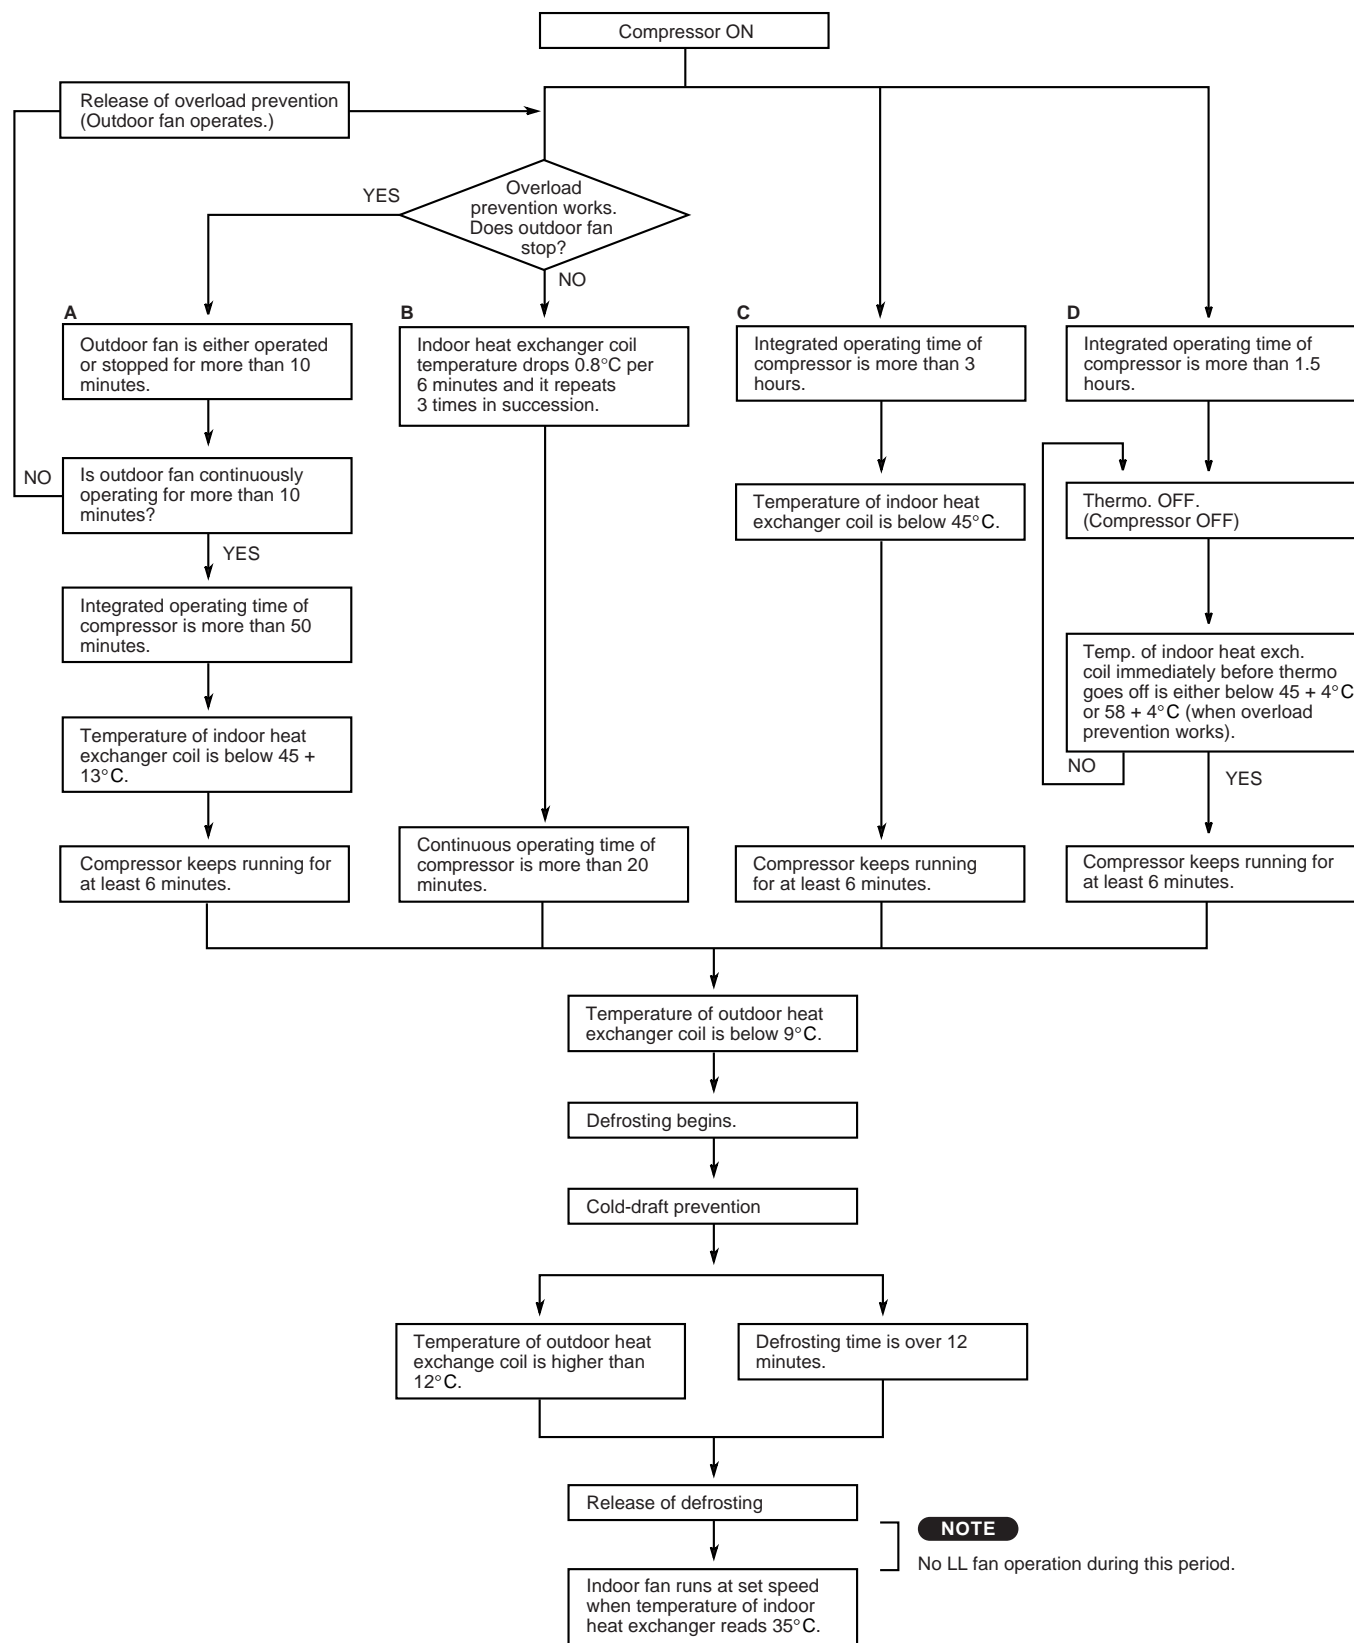 Compressor ON
Release of overload prevention
(Outdoor fan operates.)
YES
Overload
prevention works.
Does outdoor fan
stop?
NO
A
Outdoor fan is either operated
or stopped for more than 10
minutes.
NO
Is outdoor fan continuously
operating for more than 10
minutes?
YES
Integrated operating time of
compressor is more than 50
minutes.
Temperature of indoor heat
exchanger coil is below 45 +
13°C.
Compressor keeps running for
at least 6 minutes.
B
Indoor heat exchanger coil
temperature drops 0.8°C per
6 minutes and it repeats
3 times in succession.
Continuous operating time of
compressor is more than 20
minutes.
C
Integrated operating time of
compressor is more than 3
hours.
Temperature of indoor heat
exchanger coil is below 45°C.
Compressor keeps running
for at least 6 minutes.
D
Integrated operating time of
compressor is more than 1.5
hours.
Thermo. OFF.
(Compressor OFF)
Temp. of indoor heat exch.
coil immediately before thermo
goes off is either below 45 + 4°C
or 58 + 4°C (when overload
prevention works).
NO
YES
Compressor keeps running for
at least 6 minutes.
Temperature of outdoor heat
exchanger coil is below 9°C.
Defrosting begins.
Cold-draft prevention
Temperature of outdoor heat
exchange coil is higher than
12°C.
Defrosting time is over 12
minutes.
Release of defrosting
NOTE
No LL fan operation during this period.
Indoor fan runs at set speed
when temperature of indoor
heat exchanger reads 35°C.